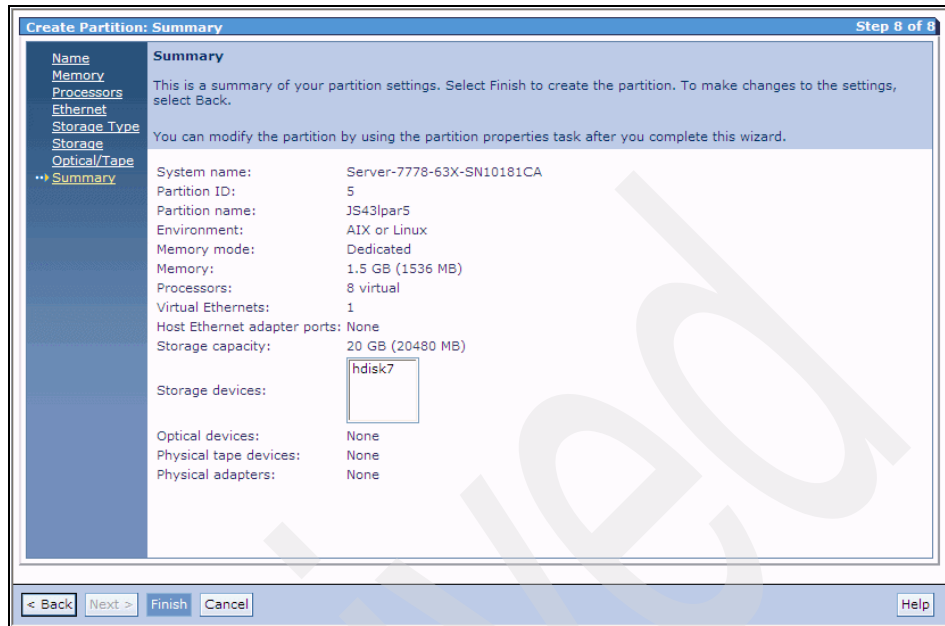 Create Partition: Summary Step 8 of 8
Name
Memory
Processors
Ethernet
Storage Type
Storage
Optical/Tape
Summary
Summary
This is a summary of your partition settings. Select Finish to create the partition. To make changes to the settings,
select Back.
You can modify the partition by using the partition properties task after you complete this wizard.
System name: Server-7778-63X-SN10181CA
Partition ID: 5
Partition name: JS43lpar5
Environment: AIX or Linux
Memory mode: Dedicated
Memory: 1.5 GB (1536 MB)
Processors: 8 virtual
Virtual Ethernets: 1
Host Ethernet adapter ports: None
Storage capacity: 20 GB (20480 MB)
Storage devices: hdisk7
Optical devices: None
Physical tape devices: None
Physical adapters: None
< Back Next > Finish Cancel Help